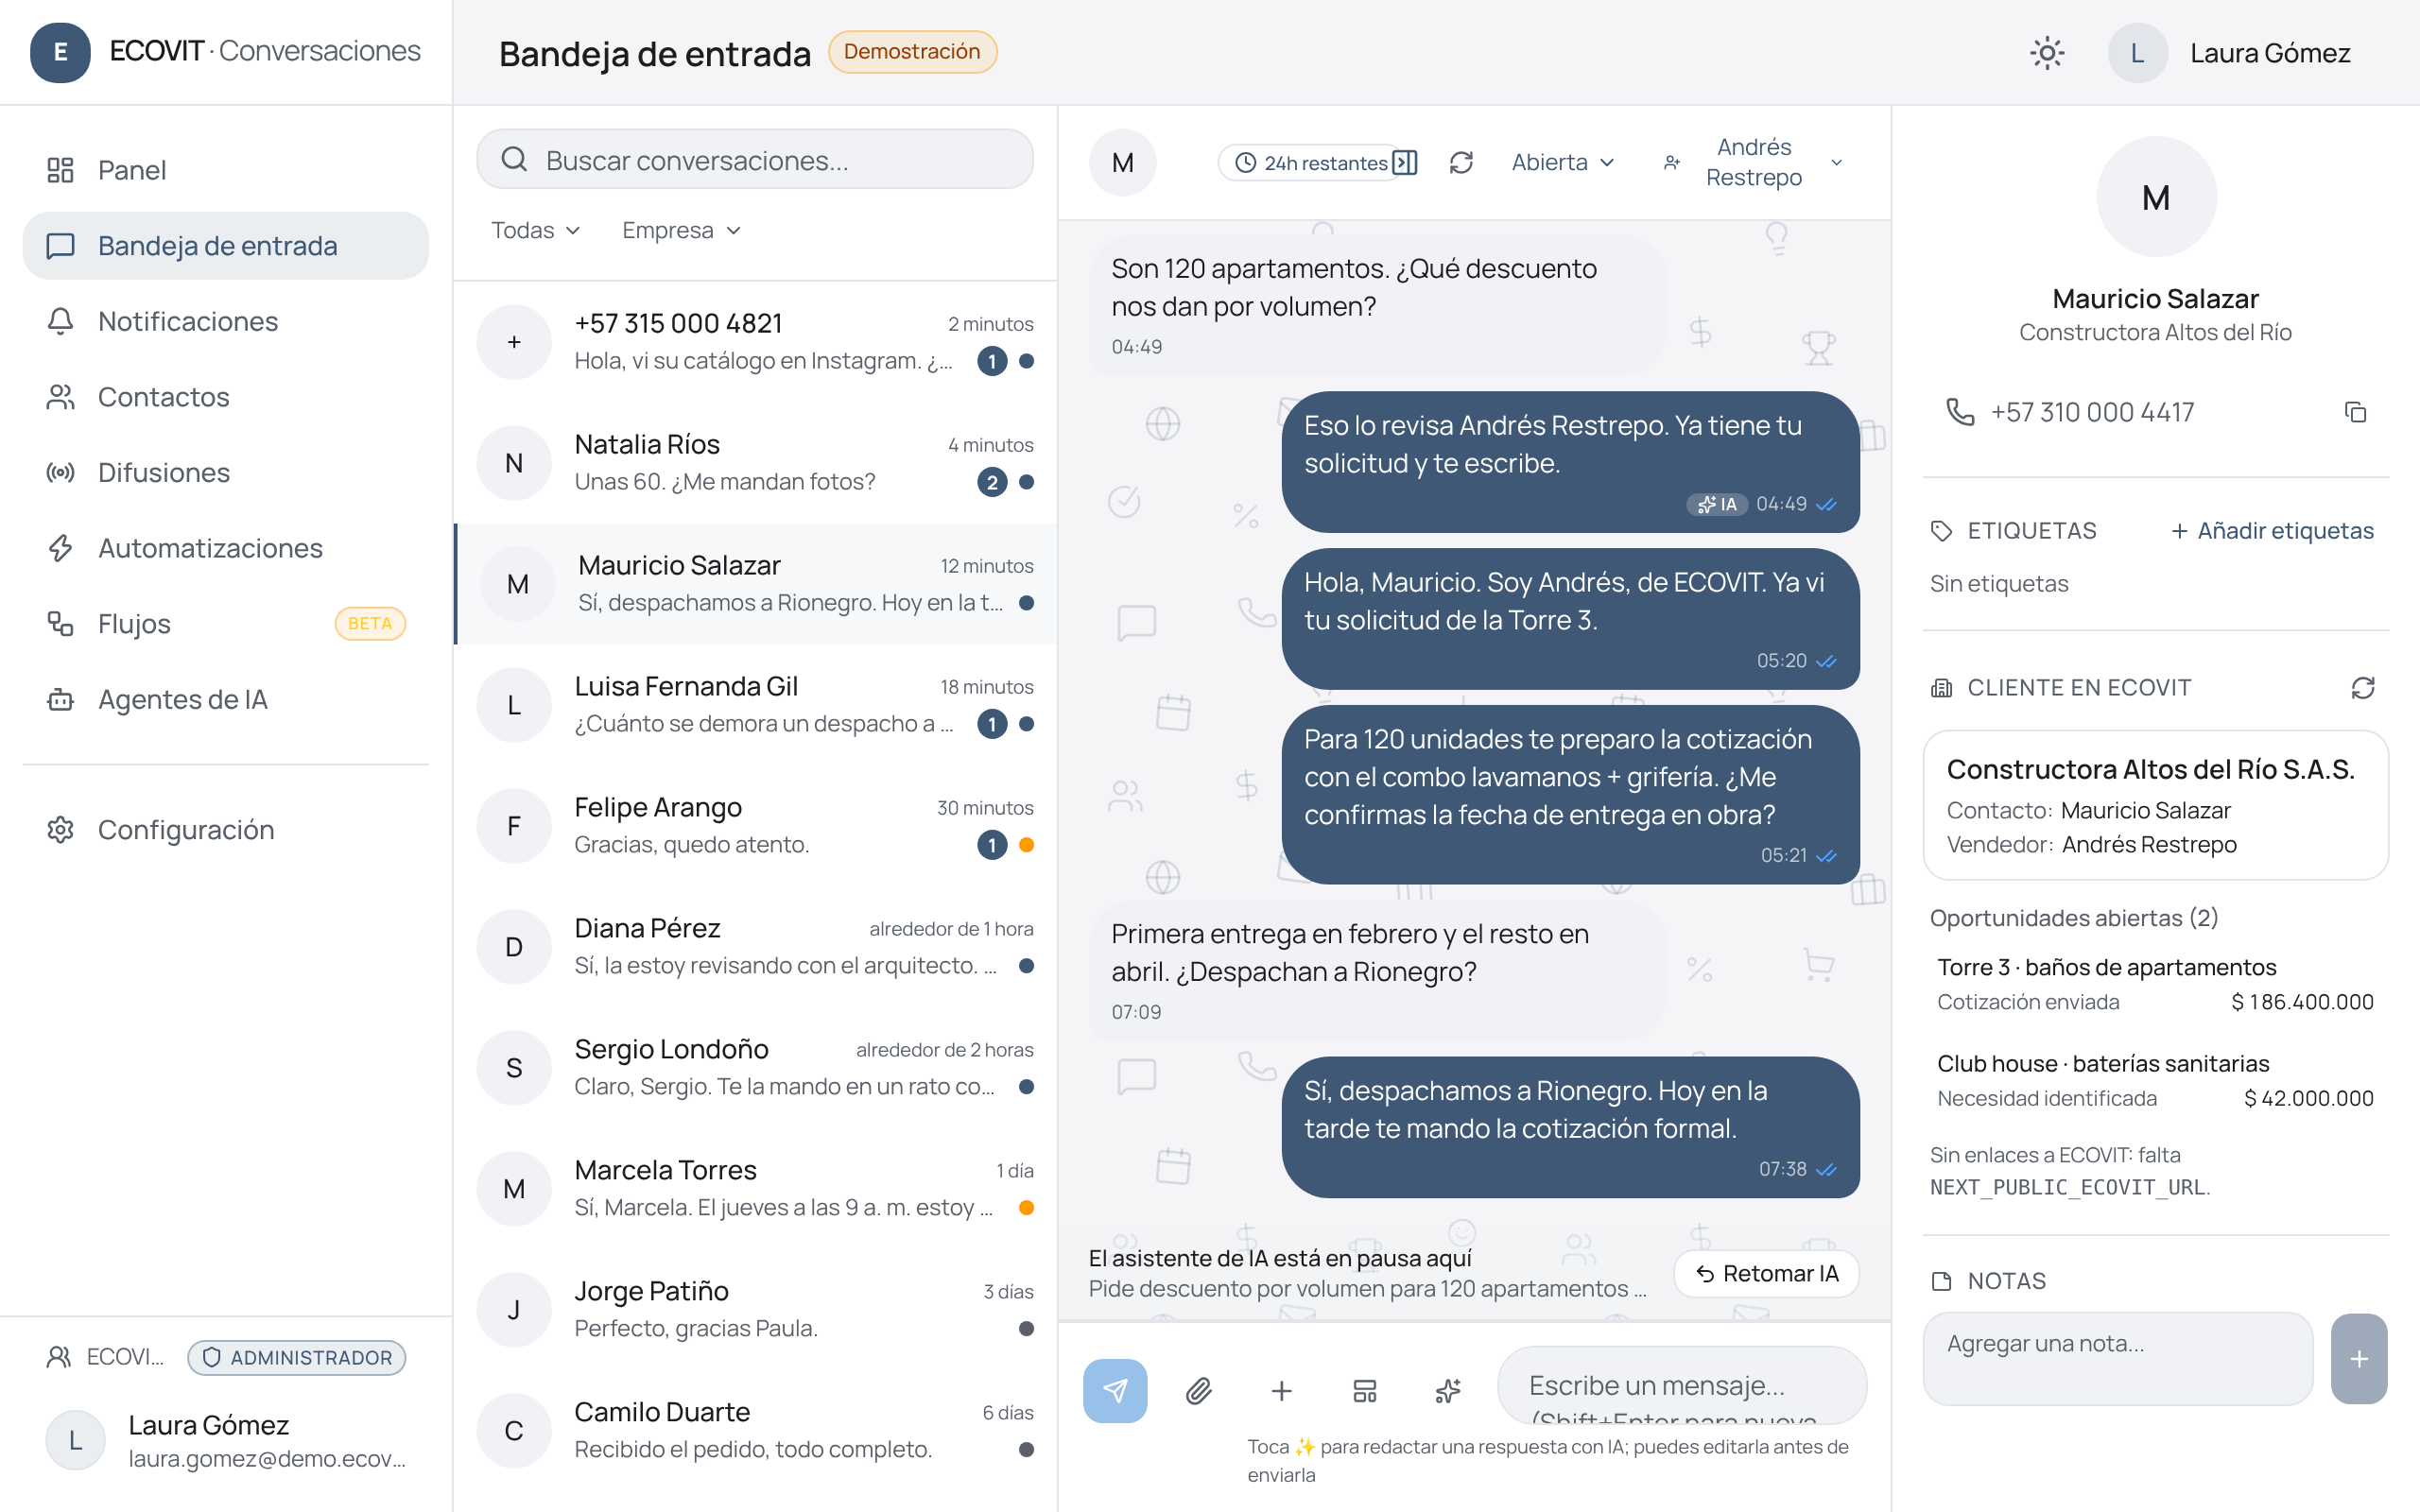 E
ECOVIT · Conversaciones
Panel
Bandeja de entrada
Notificaciones
Contactos
Difusiones
Automatizaciones
Flujos
BETA
Agentes de IA
Configuración
ECOVI...
ADMINISTRADOR
L
Laura Gómez
laura.gomez@demo.ecov...
Bandeja de entrada
Demostración
L
Laura Gómez
Buscar conversaciones...
Todas
Empresa
+
+57 315 000 4821
2 minutos
Hola, vi su catálogo en Instagram. ¿...
1
N
Natalia Ríos
4 minutos
Unas 60. ¿Me mandan fotos?
2
M
Mauricio Salazar
12 minutos
Sí, despachamos a Rionegro. Hoy en la t...
L
Luisa Fernanda Gil
18 minutos
¿Cuánto se demora un despacho a ...
1
F
Felipe Arango
30 minutos
Gracias, quedo atento.
1
D
Diana Pérez
alrededor de 1 hora
Sí, la estoy revisando con el arquitecto. ...
S
Sergio Londoño
alrededor de 2 horas
Claro, Sergio. Te la mando en un rato co...
M
Marcela Torres
1 día
Sí, Marcela. El jueves a las 9 a. m. estoy ...
J
Jorge Patiño
3 días
Perfecto, gracias Paula.
C
Camilo Duarte
6 días
Recibido el pedido, todo completo.
M
24h restantes
Abierta
Andrés
Restrepo
Son 120 apartamentos. ¿Qué descuento
nos dan por volumen?
04:49
Eso lo revisa Andrés Restrepo. Ya tiene tu
solicitud y te escribe.
IA 04:49
Hola, Mauricio. Soy Andrés, de ECOVIT. Ya vi
tu solicitud de la Torre 3.
05:20
Para 120 unidades te preparo la cotización
con el combo lavamanos + grifería. ¿Me
confirmas la fecha de entrega en obra?
05:21
Primera entrega en febrero y el resto en
abril. ¿Despachan a Rionegro?
07:09
Sí, despachamos a Rionegro. Hoy en la
tarde te mando la cotización formal.
07:38
El asistente de IA está en pausa aquí
Pide descuento por volumen para 120 apartamentos ...
Retomar IA
Escribe un mensaje...
(Shift+Enter para nueva
Toca ✨ para redactar una respuesta con IA; puedes editarla antes de
enviarla
M
Mauricio Salazar
Constructora Altos del Río
+57 310 000 4417
ETIQUETAS
+ Añadir etiquetas
Sin etiquetas
CLIENTE EN ECOVIT
Constructora Altos del Río S.A.S.
Contacto: Mauricio Salazar
Vendedor: Andrés Restrepo
Oportunidades abiertas (2)
Torre 3 · baños de apartamentos
Cotización enviada
$ 186.400.000
Club house · baterías sanitarias
Necesidad identificada
$ 42.000.000
Sin enlaces a ECOVIT: falta
NEXT_PUBLIC_ECOVIT_URL.
NOTAS
Agregar una nota...
+